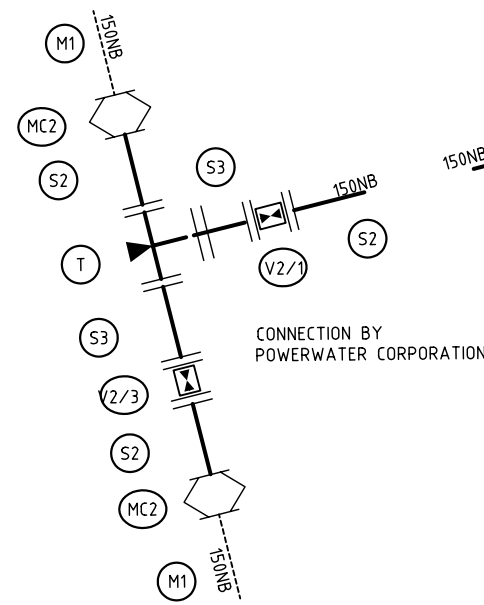 150NB
M1
MC2
S2
S3
150NB
150NB
S2
T
V2/1
S3
CONNECTION BY
POWERWATER CORPORATION
V2/3
S2
MC2
150NB
M1